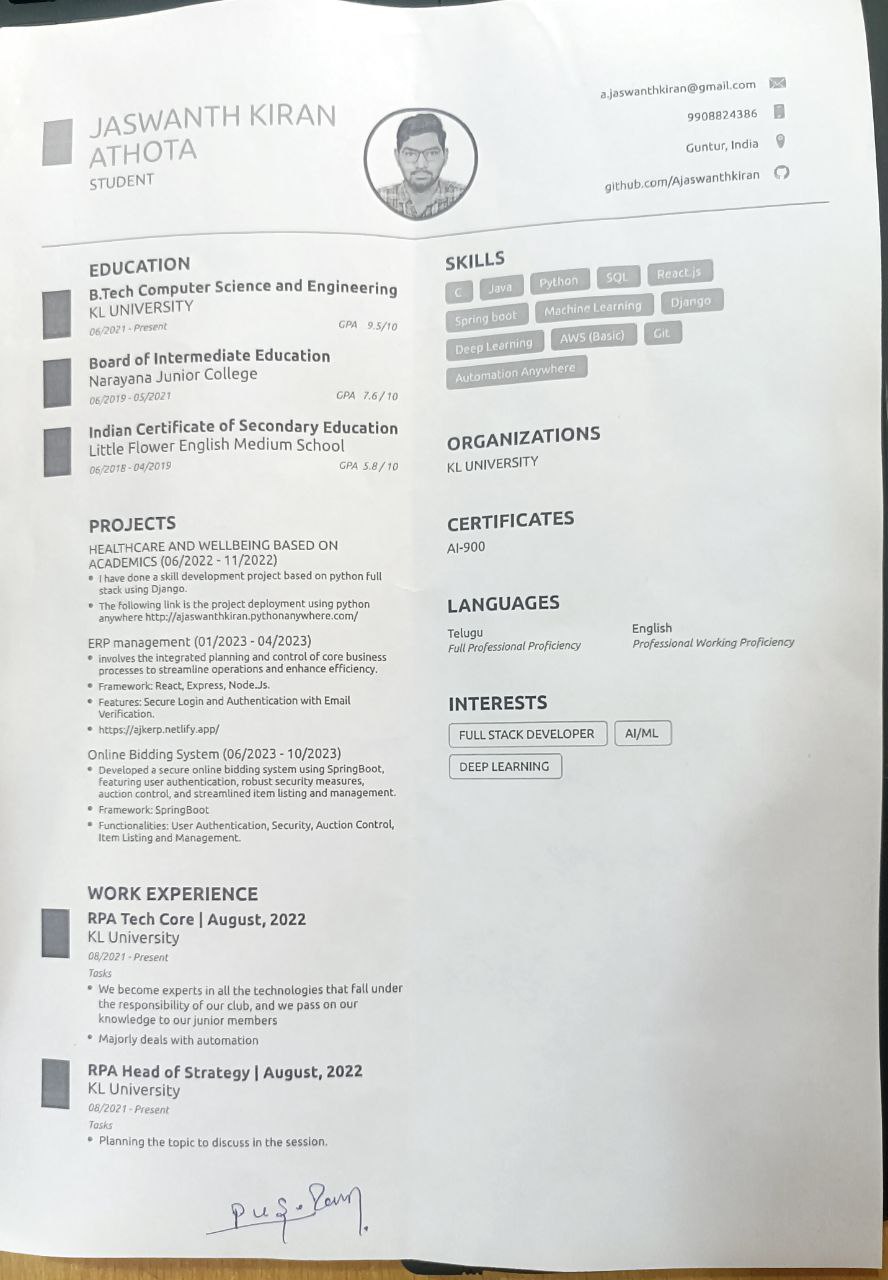 JASWANTH KIRAN
ATHOTA
STUDENT
a.jaswanthkiran@gmail.com
9908824386
Guntur, India
github.com/Ajaswanthkiran
EDUCATION
B.Tech Computer Science and Engineering
KL UNIVERSITY
06/2021 - Present GPA 9.5/10
Board of Intermediate Education
Narayana Junior College
06/2019 - 05/2021 GPA 7.6 / 10
Indian Certificate of Secondary Education
Little Flower English Medium School
06/2018 - 04/2019 GPA 5.8 / 10
PROJECTS
HEALTHCARE AND WELLBEING BASED ON
ACADEMICS (06/2022 - 11/2022)
• I have done a skill development project based on python full
stack using Django.
• The following link is the project deployment using python
anywhere http://ajaswanthkiran.pythonanywhere.com/
ERP management (01/2023 - 04/2023)
• involves the integrated planning and control of core business
processes to streamline operations and enhance efficiency.
• Framework: React, Express, Node.Js.
• Features: Secure Login and Authentication with Email
Verification.
• https://ajkerp.netlify.app/
Online Bidding System (06/2023 - 10/2023)
• Developed a secure online bidding system using SpringBoot,
featuring user authentication, robust security measures,
auction control, and streamlined item listing and management.
• Framework: SpringBoot
• Functionalities: User Authentication, Security, Auction Control,
Item Listing and Management.
WORK EXPERIENCE
RPA Tech Core | August, 2022
KL University
08/2021 - Present
Tasks
• We become experts in all the technologies that fall under
the responsibility of our club, and we pass on our
knowledge to our junior members
• Majorly deals with automation
RPA Head of Strategy | August, 2022
KL University
08/2021 - Present
Tasks
• Planning the topic to discuss in the session.
SKILLS
C Java Python SQL React.js
Spring boot Machine Learning Django
Deep Learning AWS (Basic) Git
Automation Anywhere
ORGANIZATIONS
KL UNIVERSITY
CERTIFICATES
AI-900
LANGUAGES
Telugu English
Full Professional Proficiency Professional Working Proficiency
INTERESTS
FULL STACK DEVELOPER AI/ML
DEEP LEARNING